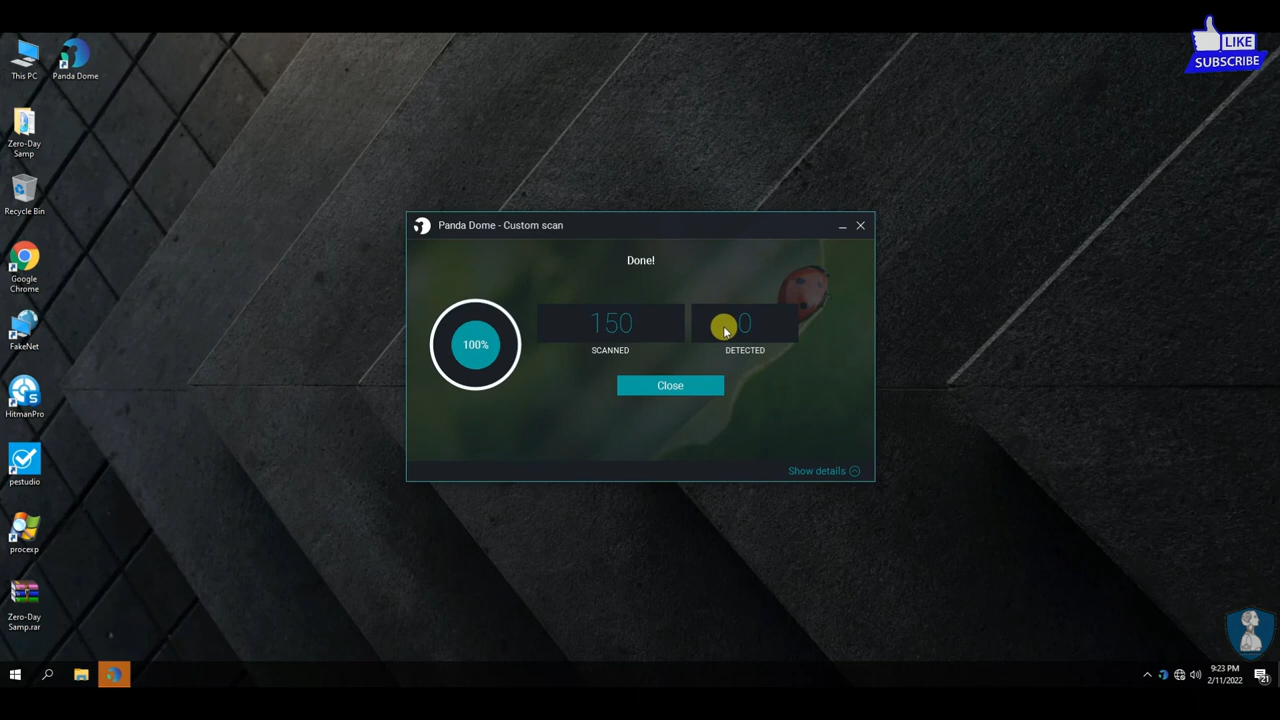 LIKE
SUBSCRIBE
This PC
Panda Dome
Zero-Day
Samp
Recycle Bin
Google
Chrome
FakeNet
HitmanPro
pestudio
procexp
Zero-Day
Samp.rar
Panda Dome - Custom scan
Done!
100%
150
SCANNED
0
DETECTED
Close
Show details
9:23 PM
2/11/2022
21